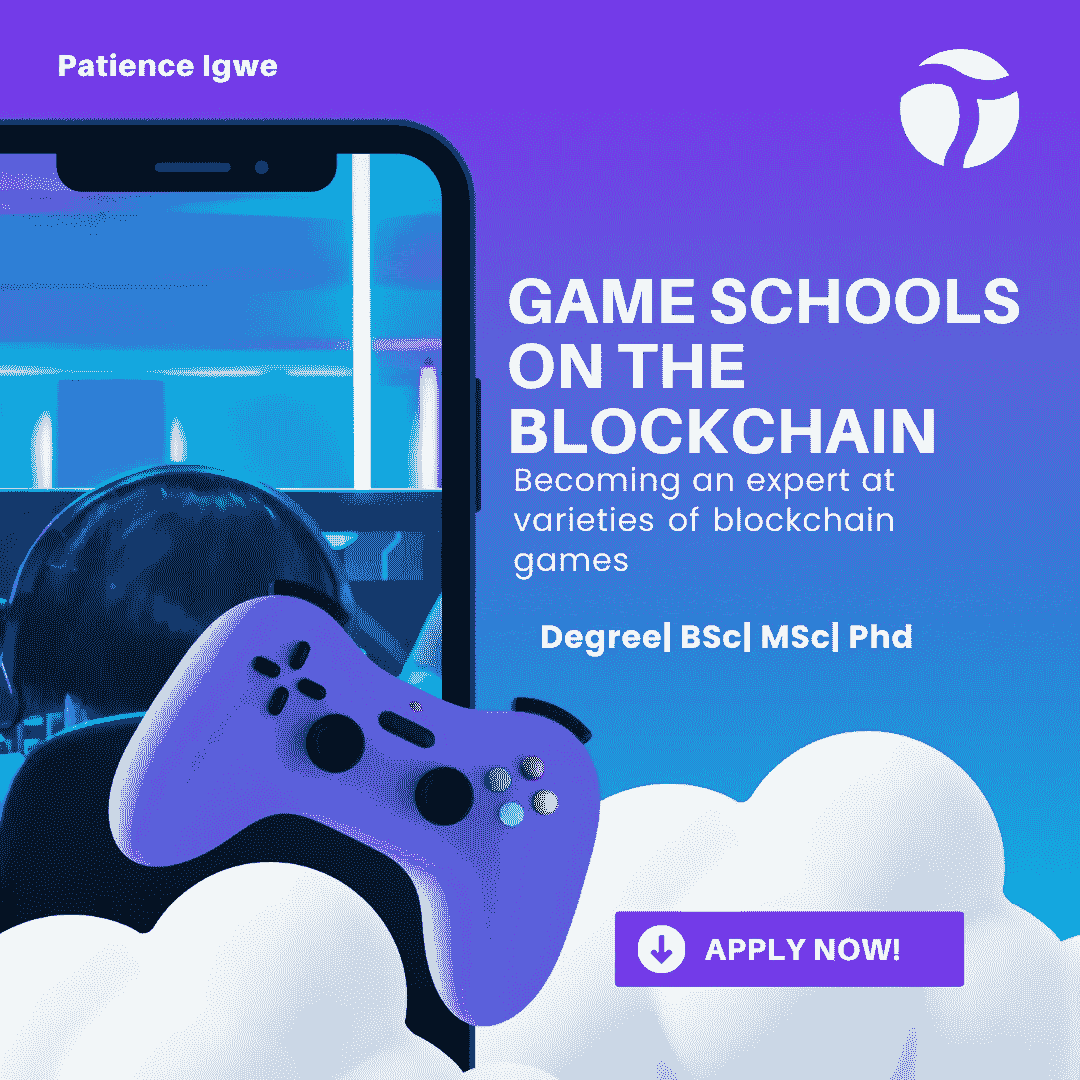 Patience Igwe
GAME SCHOOLS
ON THE
BLOCKCHAIN
Becoming an expert at
varieties of blockchain
games
Degree| BSc| MSc| Phd
APPLY NOW!